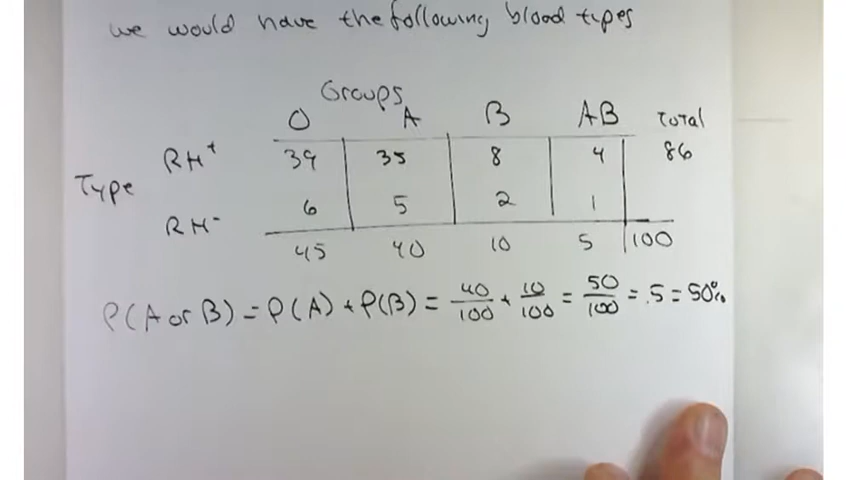 we would have the following blood types
Groups
O A B AB Total
RH+ 39 35 8 4 86
Type
RH- 6 5 2 1
45 40 10 5 100
P(A or B) = P(A) + P(B) = 40/100 + 10/100 = 50/100 = .5 = 50%